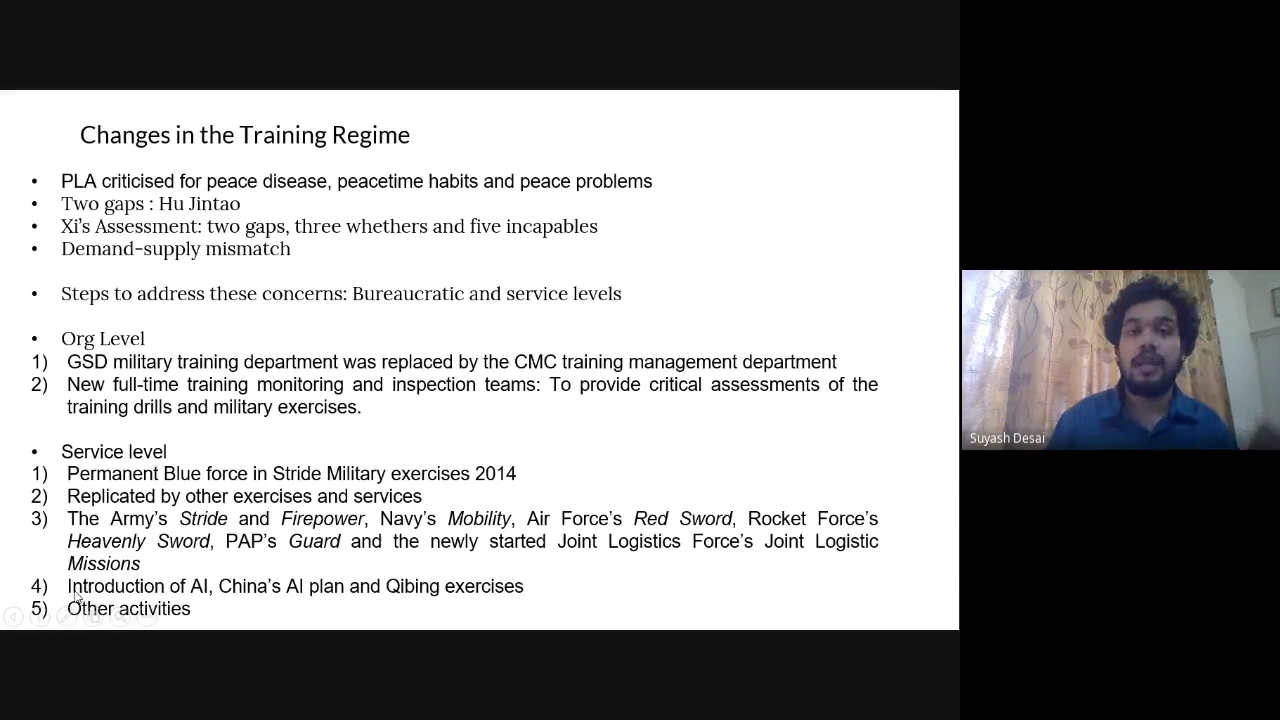 Changes in the Training Regime
• PLA criticised for peace disease, peacetime habits and peace problems
• Two gaps : Hu Jintao
• Xi's Assessment: two gaps, three whethers and five incapables
• Demand-supply mismatch
• Steps to address these concerns: Bureaucratic and service levels
• Org Level
1) GSD military training department was replaced by the CMC training management department
2) New full-time training monitoring and inspection teams: To provide critical assessments of the
training drills and military exercises.
• Service level
1) Permanent Blue force in Stride Military exercises 2014
2) Replicated by other exercises and services
3) The Army's Stride and Firepower, Navy's Mobility, Air Force's Red Sword, Rocket Force's
Heavenly Sword, PAP's Guard and the newly started Joint Logistics Force's Joint Logistic
Missions
4) Introduction of AI, China's AI plan and Qibing exercises
5) Other activities
Suyash Desai